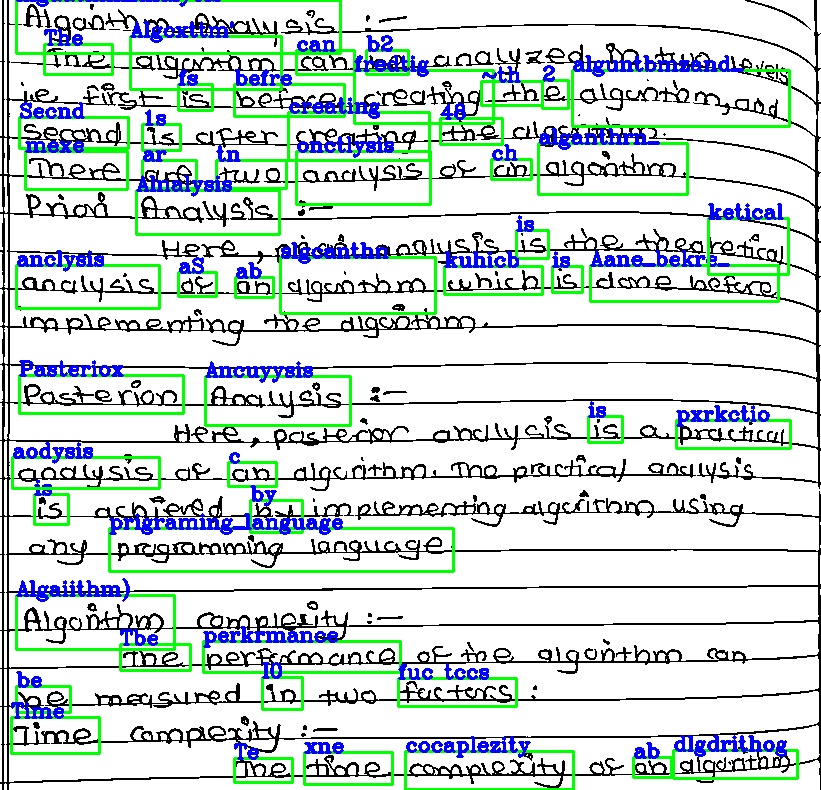 Algorithm Analysis :-
The algorithm can be analyzed in two levels
i.e first is before creating the algorithm, and
second is after creating the algorithm.
There are two analysis of an algorithm.
Priori Analysis :-
Here, priori analysis is the theoretical
analysis of an algorithm which is done before
implementing the algorithm.
Posterion Analysis :-
Here, posterior analysis is a practical
analysis of an algorithm. The practical analysis
is achieved by implementing algorithm using
any programming language
Algorithm complexity :-
The performance of the algorithm can
be measured in two factors :
Time complexity :-
The time complexity of an algorithm